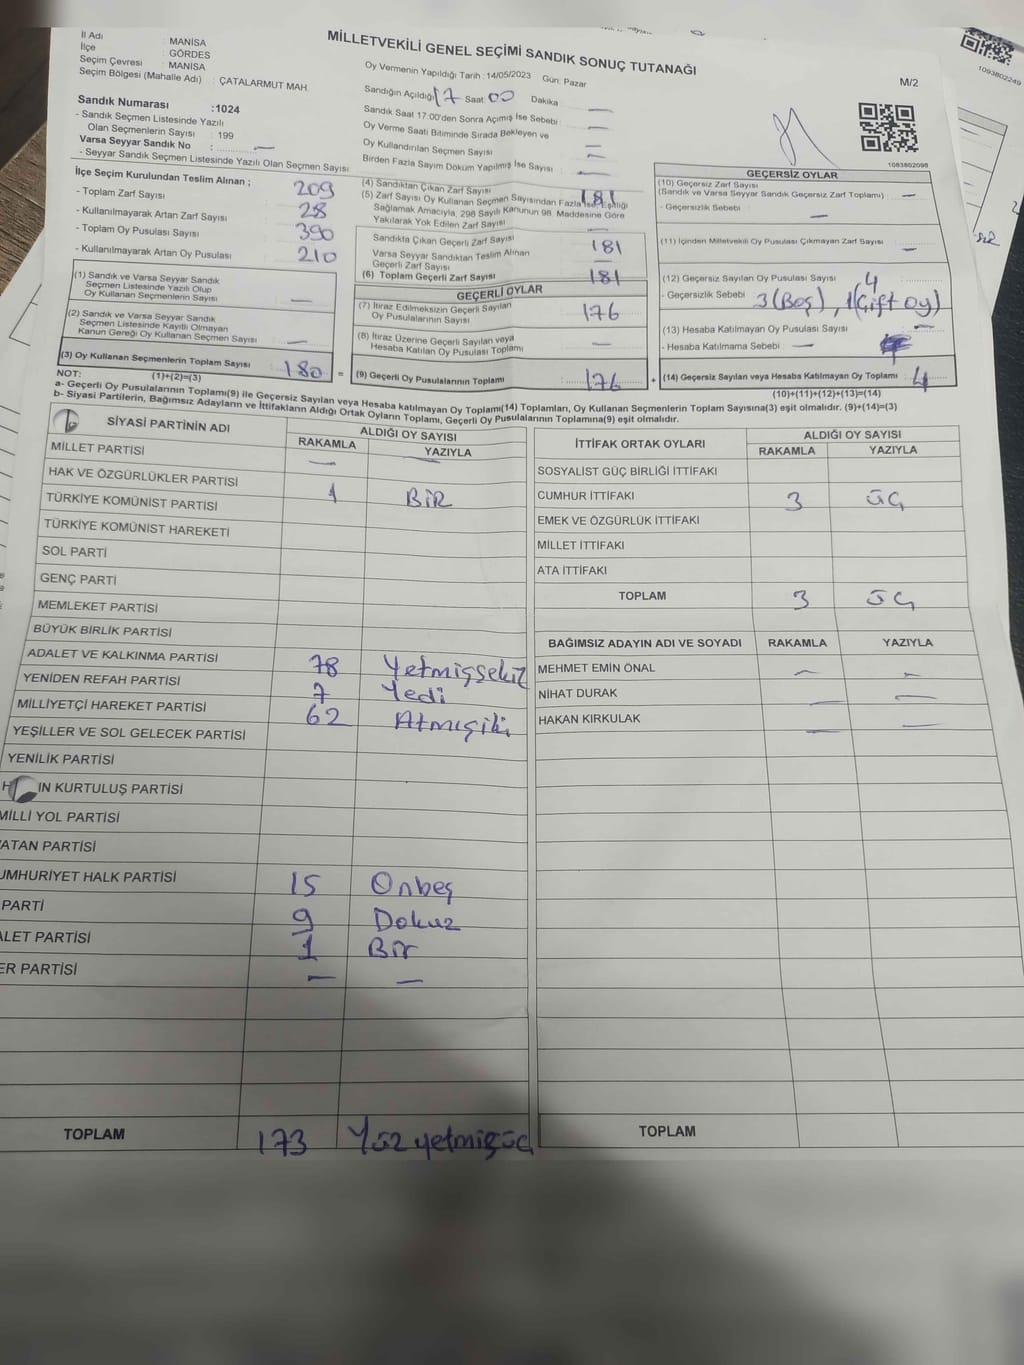 MİLLETVEKİLİ GENEL SEÇİMİ SANDIK SONUÇ TUTANAĞI
M/2
İl Adı : MANİSA
İlçe : GÖRDES
Seçim Çevresi : MANİSA
Seçim Bölgesi (Mahalle Adı) : ÇATALARMUT MAH.
Sandık Numarası :1024
- Sandık Seçmen Listesinde Yazılı
Olan Seçmenlerin Sayısı : 199
Varsa Seyyar Sandık No : —
- Seyyar Sandık Seçmen Listesinde Yazılı Olan Seçmen Sayısı
Oy Vermenin Yapıldığı Tarih : 14/05/2023 Gün: Pazar
Sandığın Açıldığı 17 Saat 00 Dakika —
Sandık Saat 17:00'den Sonra Açımış İse Sebebi : —
Oy Verme Saati Bitiminde Sırada Bekleyen ve
Oy Kullandırılan Seçmen Sayısı : —
Birden Fazla Sayım Döküm Yapılmış İse Sayısı : —
1093802098
1093802249
İlçe Seçim Kurulundan Teslim Alınan ;
- Toplam Zarf Sayısı 209
- Kullanılmayarak Artan Zarf Sayısı 28
- Toplam Oy Pusulası Sayısı 390
- Kullanılmayarak Artan Oy Pusulası 210
(1) Sandık ve Varsa Seyyar Sandık
Seçmen Listesinde Yazılı Olup
Oy Kullanan Seçmenlerin Sayısı —
(2) Sandık ve Varsa Seyyar Sandık
Seçmen Listesinde Kayıtlı Olmayan
Kanun Gereği Oy Kullanan Seçmen Sayısı —
(3) Oy Kullanan Seçmenlerin Toplam Sayısı : 180 =
(1)+(2)=(3)
(4) Sandıktan Çıkan Zarf Sayısı 181
(5) Zarf Sayısı Oy Kullanan Seçmen Sayısından Fazla ise, Eşitliği
Sağlamak Amacıyla, 298 Sayılı Kanunun 98. Maddesine Göre
Yakılarak Yok Edilen Zarf Sayısı —
Sandıkta Çıkan Geçerli Zarf Sayısı 181
Varsa Seyyar Sandıktan Teslim Alınan
Geçerli Zarf Sayısı —
(6) Toplam Geçerli Zarf Sayısı 181
GEÇERLİ OYLAR
(7) İtiraz Edilmeksizin Geçerli Sayılan
Oy Pusulalarının Sayısı : 176
(8) İtiraz Üzerine Geçerli Sayılan veya
Hesaba Katılan Oy Pusulası Toplamı : —
(9) Geçerli Oy Pusulalarının Toplamı : 176 +
GEÇERSİZ OYLAR
(10) Geçersiz Zarf Sayısı
(Sandık ve Varsa Seyyar Sandık Geçersiz Zarf Toplamı) : —
- Geçersizlik Sebebi : —
(11) İçinden Milletvekili Oy Pusulası Çıkmayan Zarf Sayısı : —
(12) Geçersiz Sayılan Oy Pusulası Sayısı : 4
- Geçersizlik Sebebi : 3 (Boş), 1(Çift oy)
(13) Hesaba Katılmayan Oy Pusulası Sayısı : —
- Hesaba Katılmama Sebebi : —
(14) Geçersiz Sayılan veya Hesaba Katılmayan Oy Toplamı : 4
(10)+(11)+(12)+(13)=(14)
NOT:
a- Geçerli Oy Pusulalarının Toplamı(9) ile Geçersiz Sayılan veya Hesaba katılmayan Oy Toplamı(14) Toplamları, Oy Kullanan Seçmenlerin Toplam Sayısına(3) eşit olmalıdır. (9)+(14)=(3)
b- Siyasi Partilerin, Bağımsız Adayların ve İttifakların Aldığı Ortak Oyların Toplamı, Geçerli Oy Pusulalarının Toplamına(9) eşit olmalıdır.
SİYASİ PARTİNİN ADI ALDIĞI OY SAYISI
RAKAMLA YAZIYLA
MİLLET PARTİSİ —
HAK VE ÖZGÜRLÜKLER PARTİSİ
TÜRKİYE KOMÜNİST PARTİSİ 1 BİR
TÜRKİYE KOMÜNİST HAREKETİ
SOL PARTİ
GENÇ PARTİ
MEMLEKET PARTİSİ
BÜYÜK BİRLİK PARTİSİ
ADALET VE KALKINMA PARTİSİ 78 Yetmişsekiz
YENİDEN REFAH PARTİSİ 7 Yedi
MİLLİYETÇİ HAREKET PARTİSİ 62 Atmışiki
YEŞİLLER VE SOL GELECEK PARTİSİ
YENİLİK PARTİSİ
H IN KURTULUŞ PARTİSİ
MİLLİ YOL PARTİSİ
ATAN PARTİSİ
UMHURİYET HALK PARTİSİ 15 Onbeş
PARTİ 9 Dokuz
ALET PARTİSİ 1 Bir
ER PARTİSİ — —
TOPLAM 173 Yüzyetmişüç
İTTİFAK ORTAK OYLARI ALDIĞI OY SAYISI
RAKAMLA YAZIYLA
SOSYALİST GÜÇ BİRLİĞİ İTTİFAKI
CUMHUR İTTİFAKI 3 ÜÇ
EMEK VE ÖZGÜRLÜK İTTİFAKI
MİLLET İTTİFAKI
ATA İTTİFAKI
TOPLAM 3 ÜÇ
BAĞIMSIZ ADAYIN ADI VE SOYADI RAKAMLA YAZIYLA
MEHMET EMİN ÖNAL — —
NİHAT DURAK — —
HAKAN KIRKULAK — —
TOPLAM